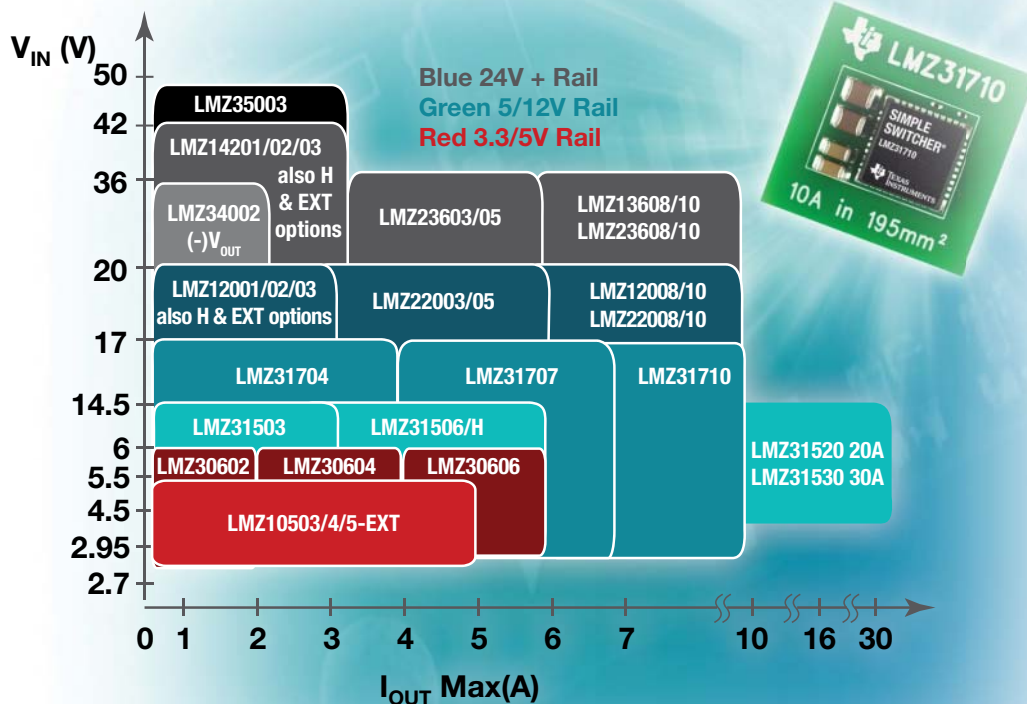 V_IN (V)
50
42
36
20
17
14.5
6
5.5
4.5
2.95
2.7
Blue 24V + Rail
Green 5/12V Rail
Red 3.3/5V Rail
LMZ31710
SIMPLE
SWITCHER®
LMZ31710
TEXAS
INSTRUMENTS
10A in 195mm²
LMZ35003
LMZ14201/02/03
also H
& EXT
options
LMZ34002
(-)V_OUT
LMZ23603/05
LMZ13608/10
LMZ23608/10
LMZ12001/02/03
also H & EXT options
LMZ22003/05
LMZ12008/10
LMZ22008/10
LMZ31704
LMZ31707
LMZ31710
LMZ31503
LMZ31506/H
LMZ30602
LMZ30604
LMZ30606
LMZ31520 20A
LMZ31530 30A
LMZ10503/4/5-EXT
0 1 2 3 4 5 6 7 10 16 30
I_OUT Max(A)